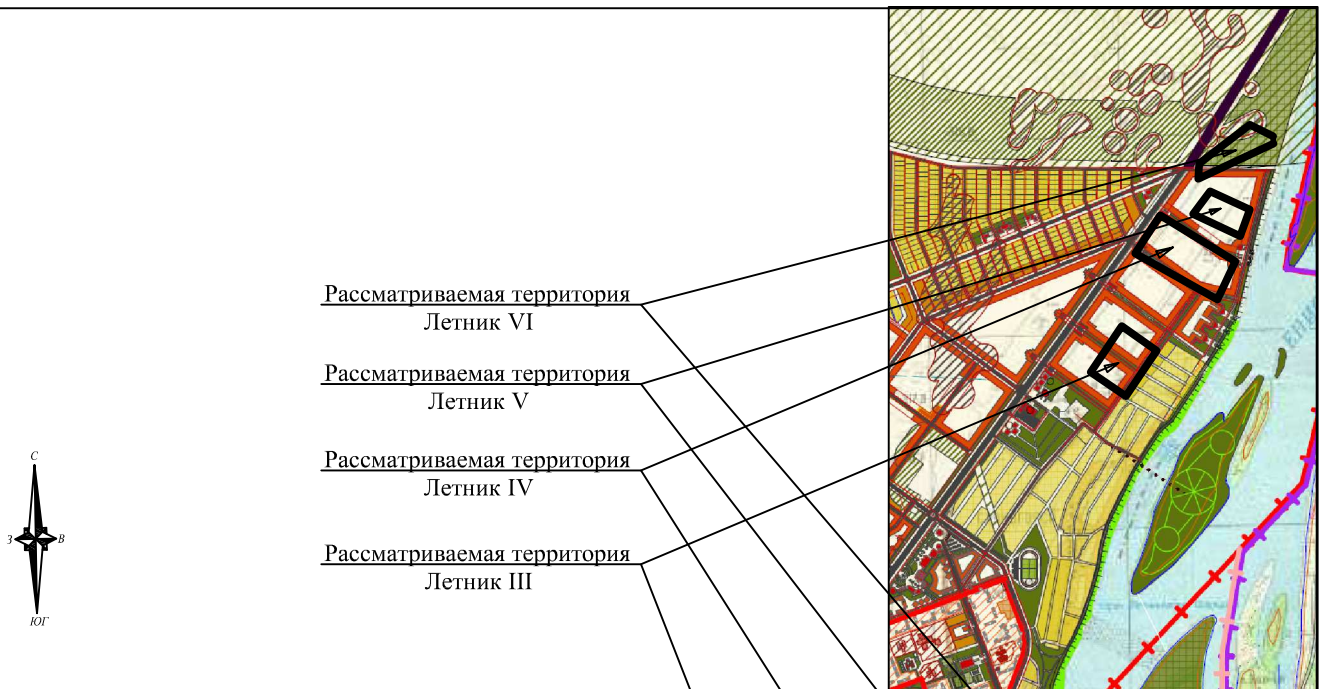 Рассматриваемая территория
Летник VI
Рассматриваемая территория
Летник V
Рассматриваемая территория
Летник IV
Рассматриваемая территория
Летник III
С
З
В
ЮГ